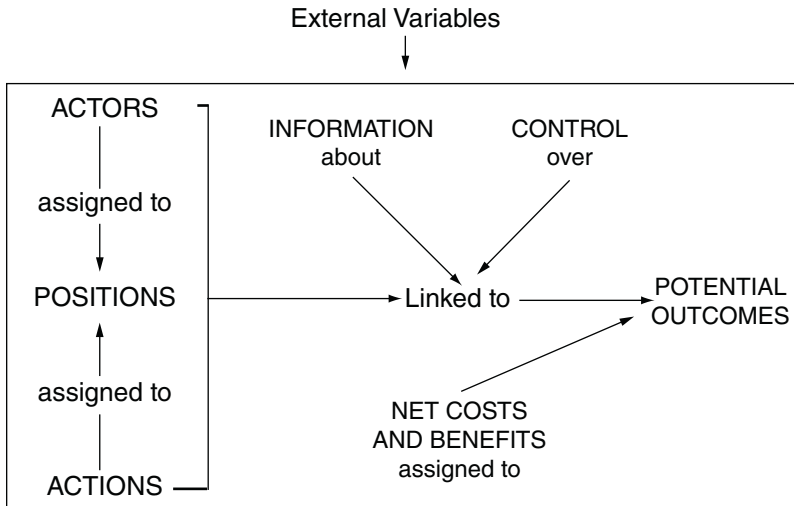 External Variables
ACTORS
assigned to
POSITIONS
assigned to
ACTIONS
INFORMATION
about
CONTROL
over
Linked to
POTENTIAL
OUTCOMES
NET COSTS
AND BENEFITS
assigned to